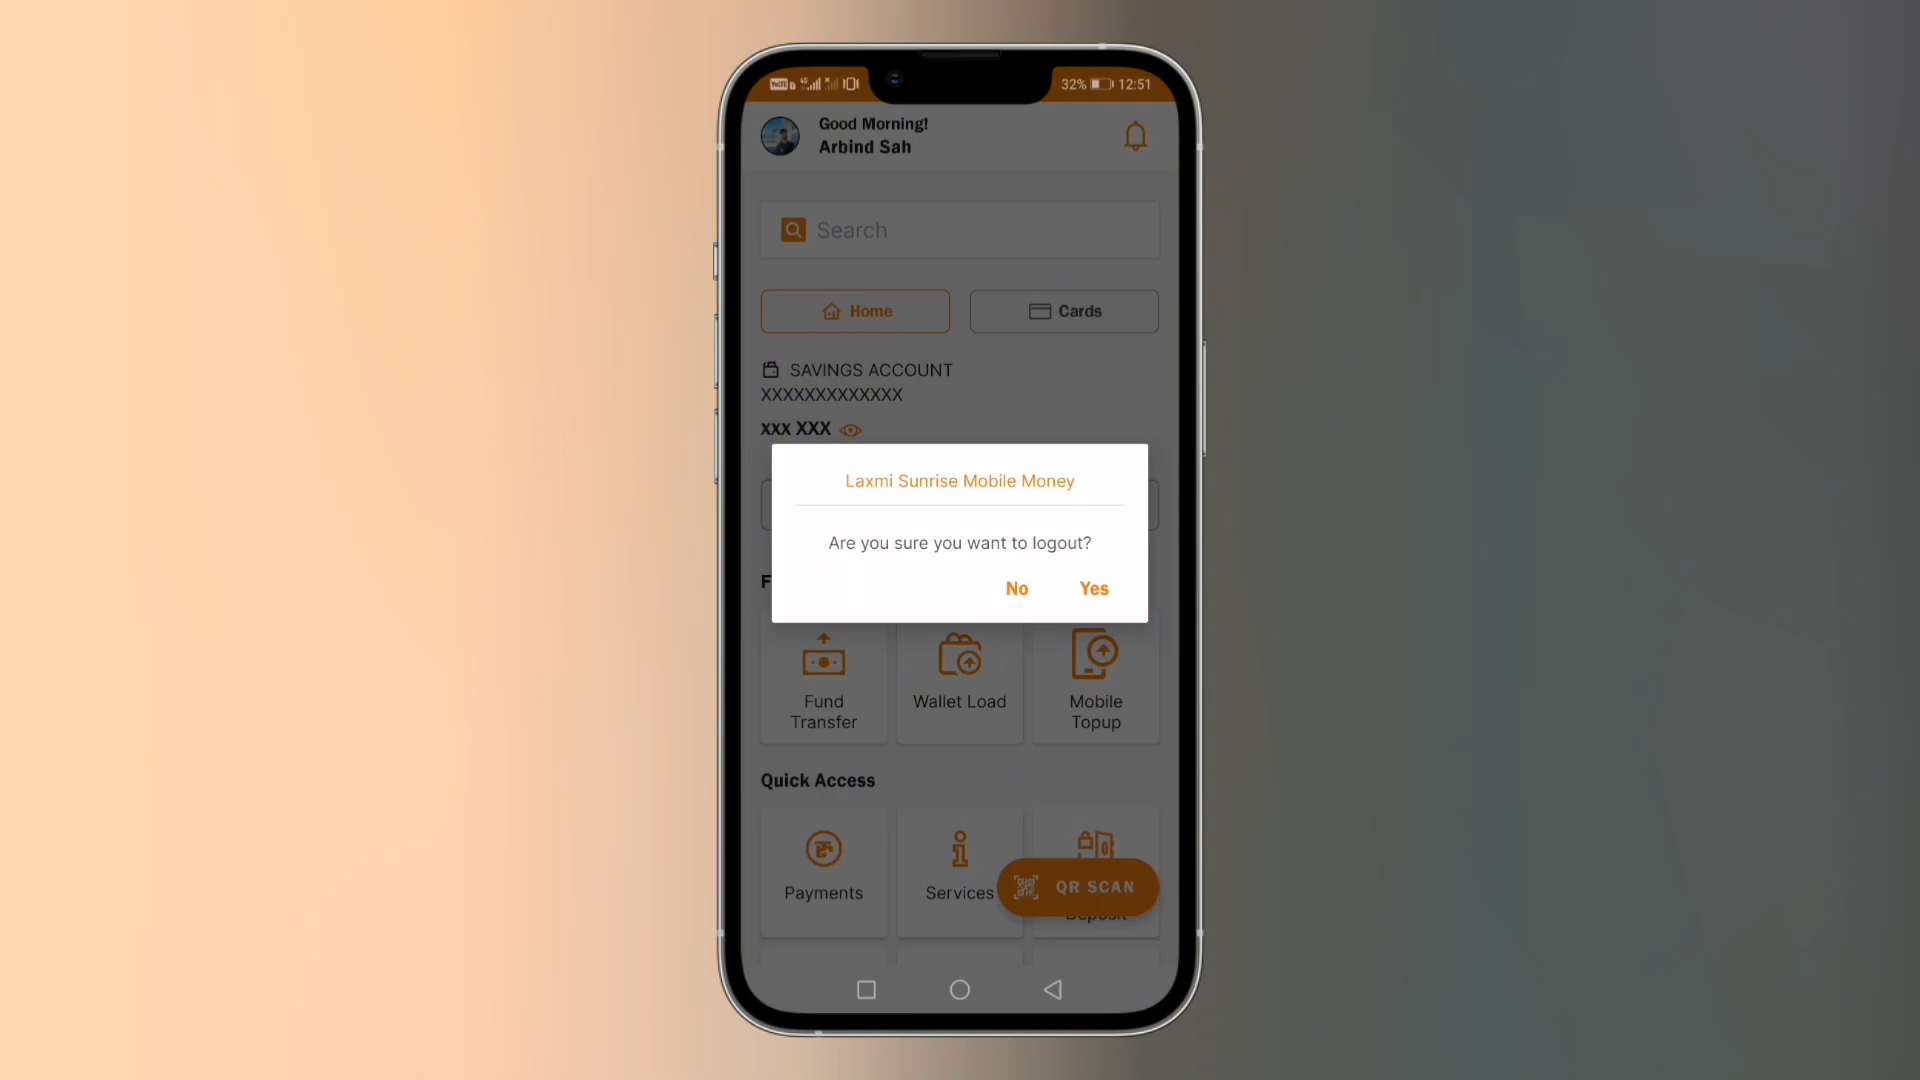 32% 12:51
Good Morning!
Arbind Sah
Search
Home
Cards
SAVINGS ACCOUNT
XXXXXXXXXXXXX
XXX XXX
Laxmi Sunrise Mobile Money
Are you sure you want to logout?
No
Yes
F
Fund
Transfer
Wallet Load
Mobile
Topup
Quick Access
Payments
Services
QR SCAN
Deposit